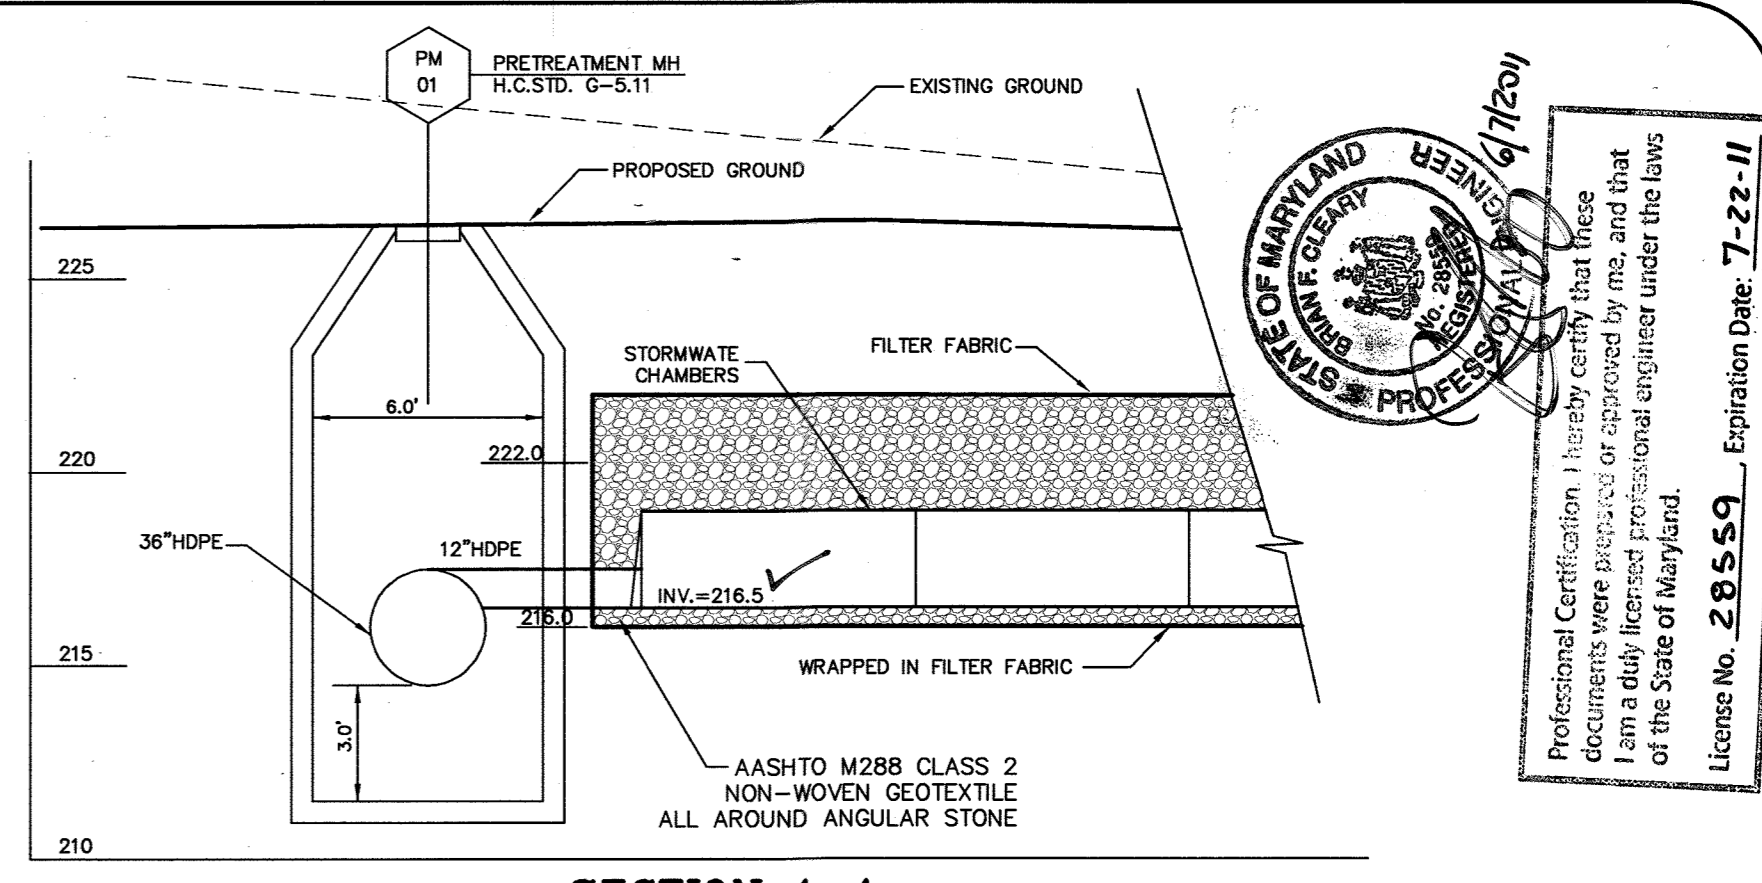 PM
01
PRETREATMENT MH
H.C.STD. G-5.11
EXISTING GROUND
PROPOSED GROUND
225
STORMWATE
CHAMBERS
FILTER FABRIC
6.0'
220
222.0
36"HDPE
12"HDPE
INV.=216.5
216.0
215
WRAPPED IN FILTER FABRIC
3.0'
AASHTO M288 CLASS 2
NON-WOVEN GEOTEXTILE
ALL AROUND ANGULAR STONE
210
STATE OF MARYLAND
BRIAN F. CLEARY
No. 28559
REGISTERED
PROFESSIONAL ENGINEER
Professional Certification. I hereby certify that these
documents were prepared or approved by me, and that
I am a duly licensed professional engineer under the laws
of the State of Maryland.
License No. 28559, Expiration Date: 7-22-11